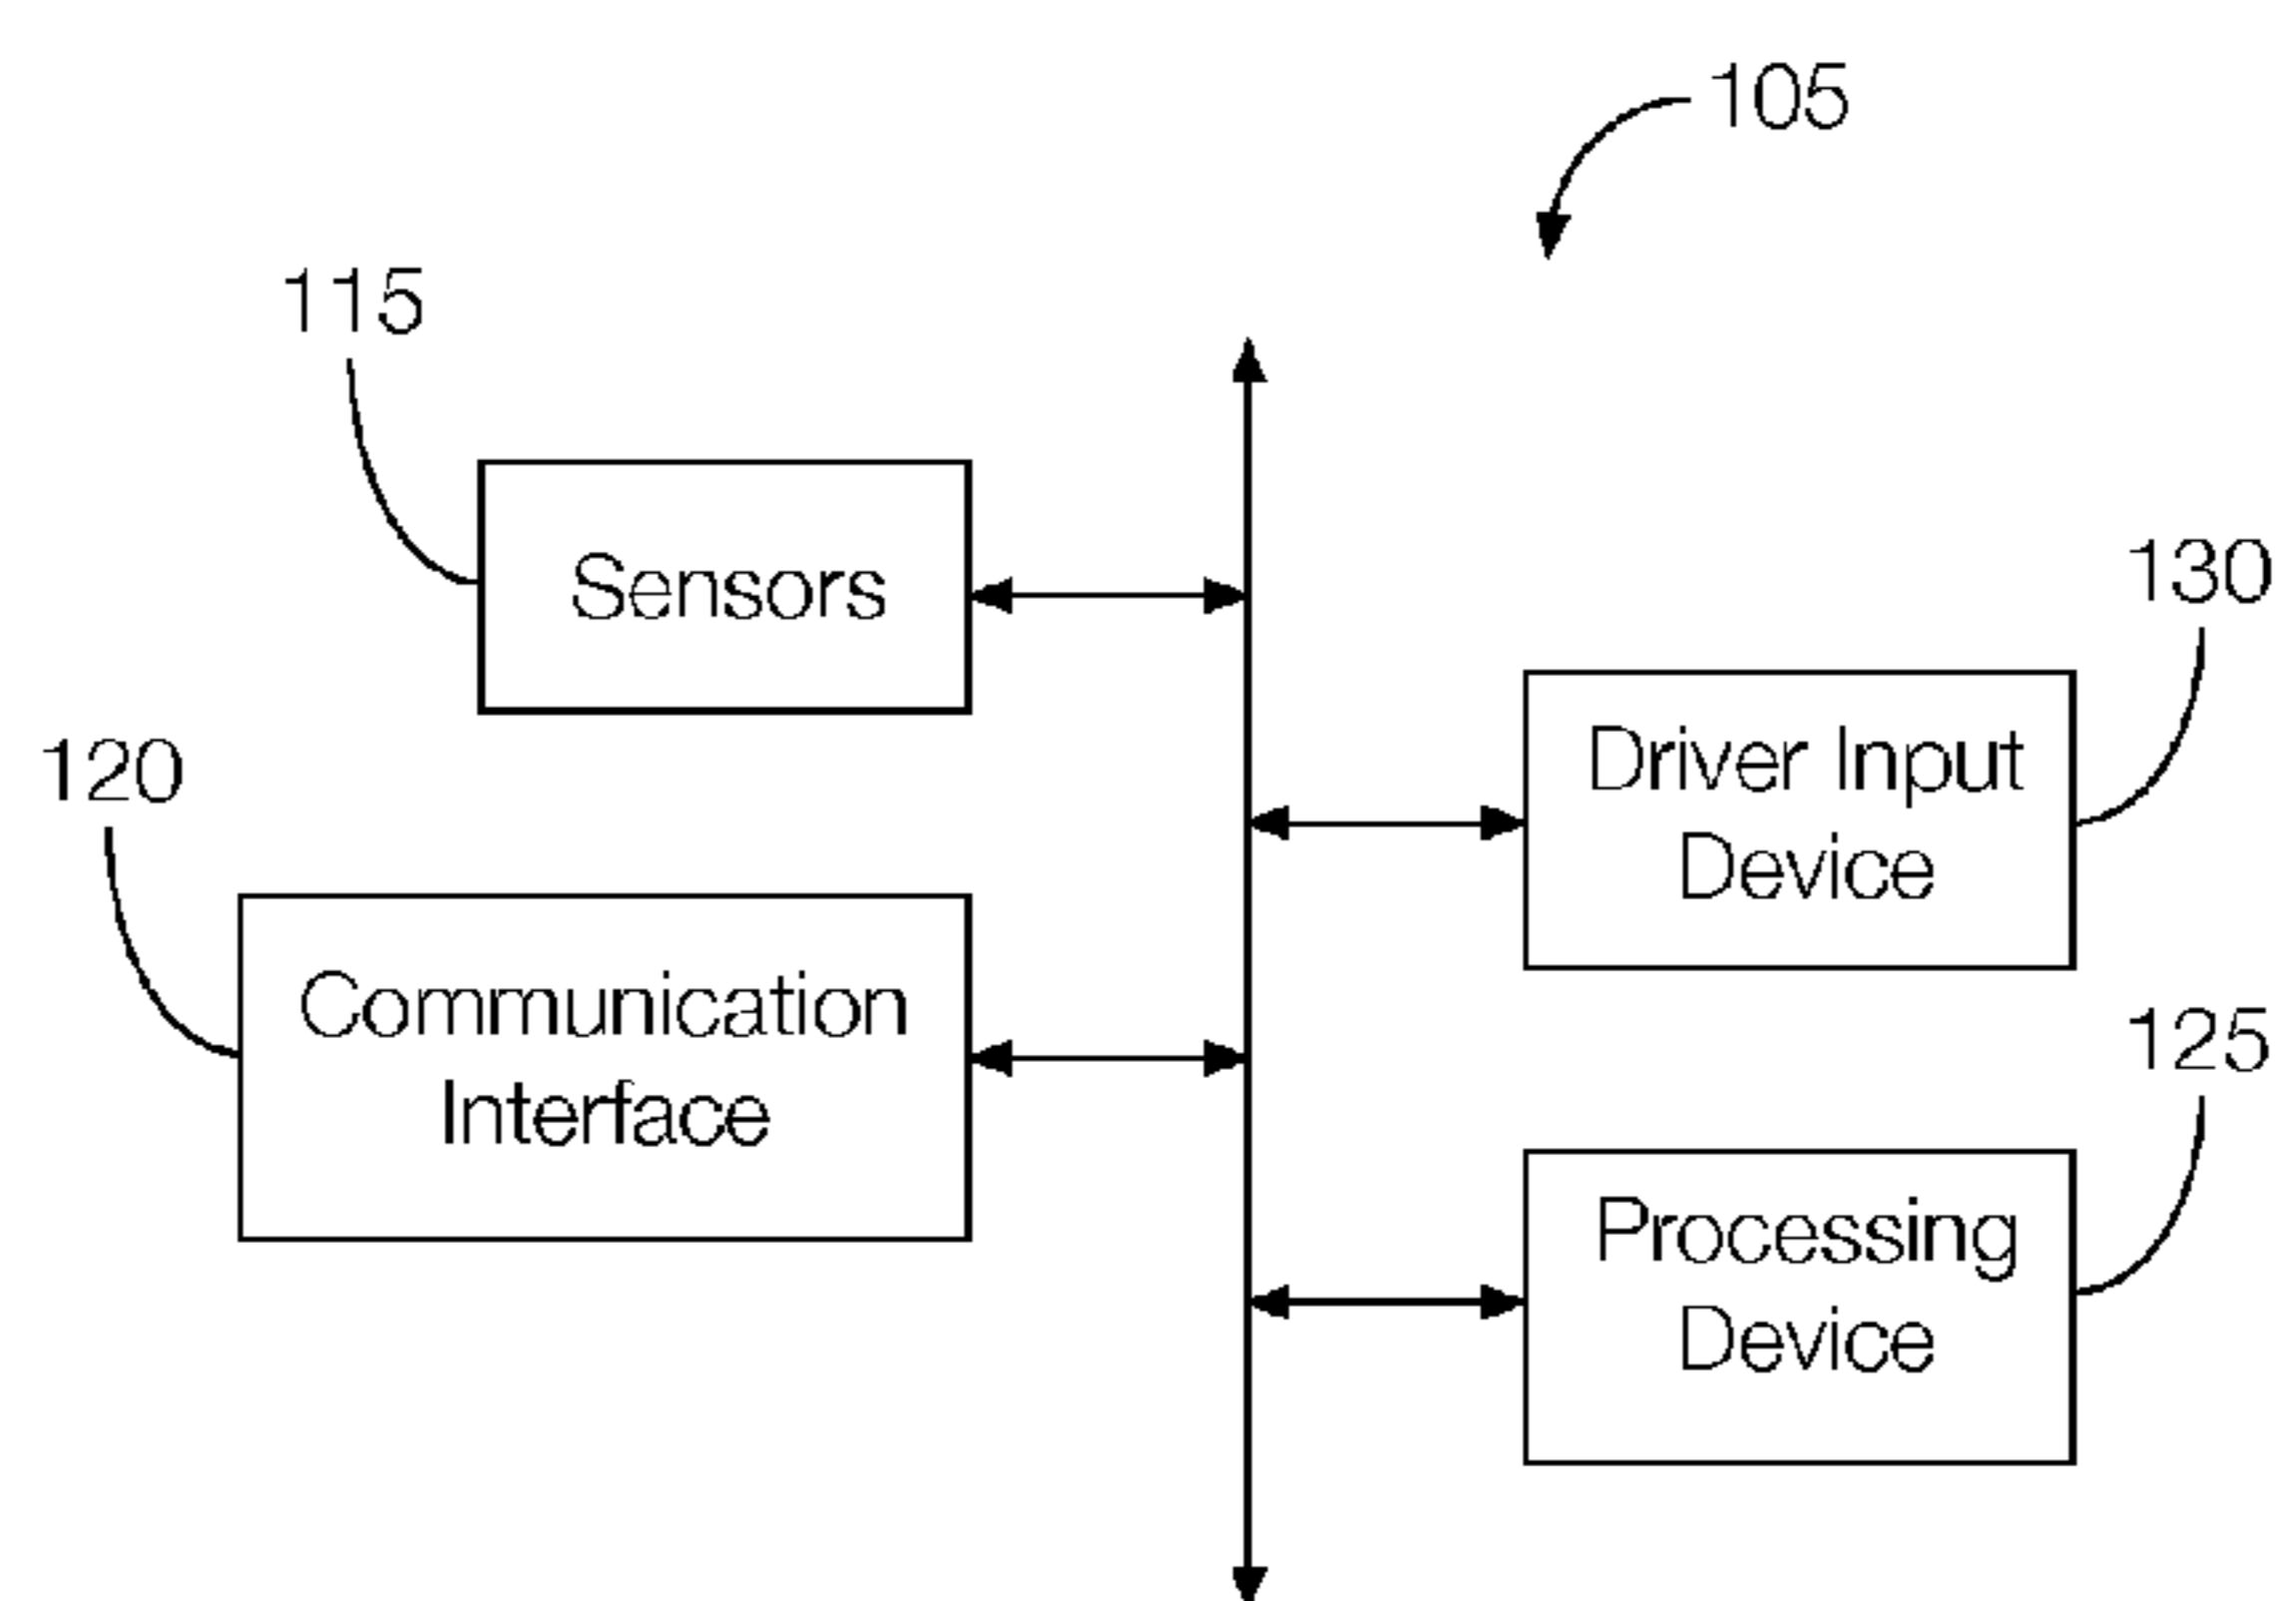 105
115
Sensors
130
Driver Input
Device
120
Communication
Interface
125
Processing
Device